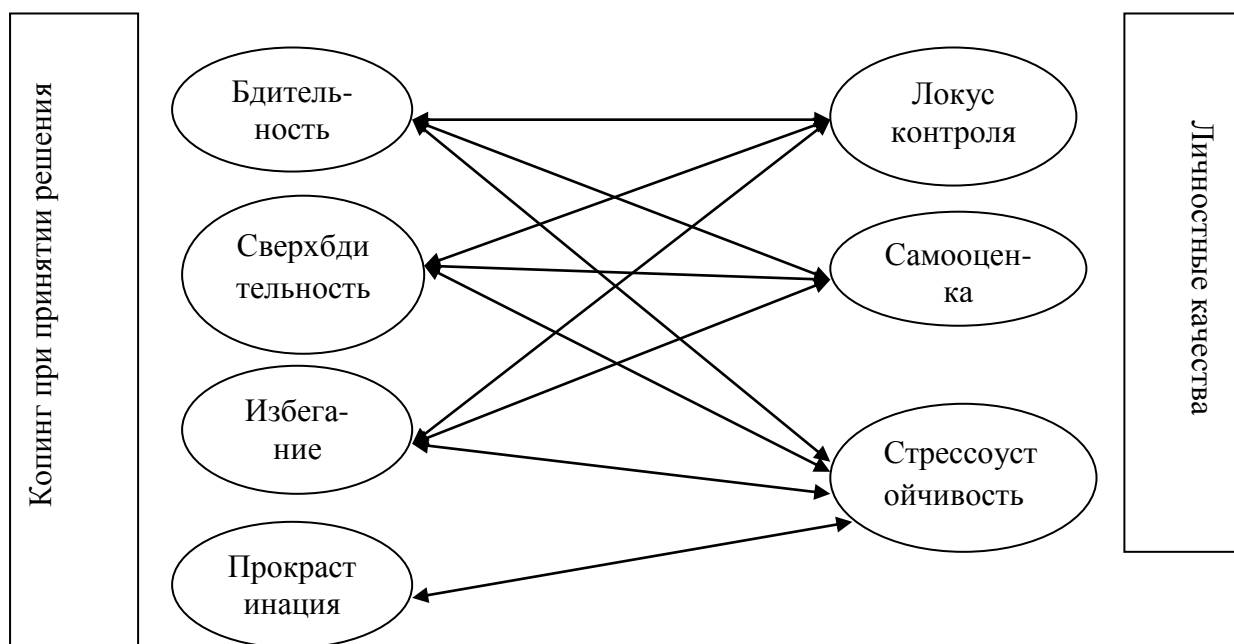 Копинг при принятии решения
Бдитель-
ность
Сверхбди
тельность
Избега-
ние
Прокраст
инация
Локус
контроля
Самооцен-
ка
Стрессоуст
ойчивость
Личностные качества